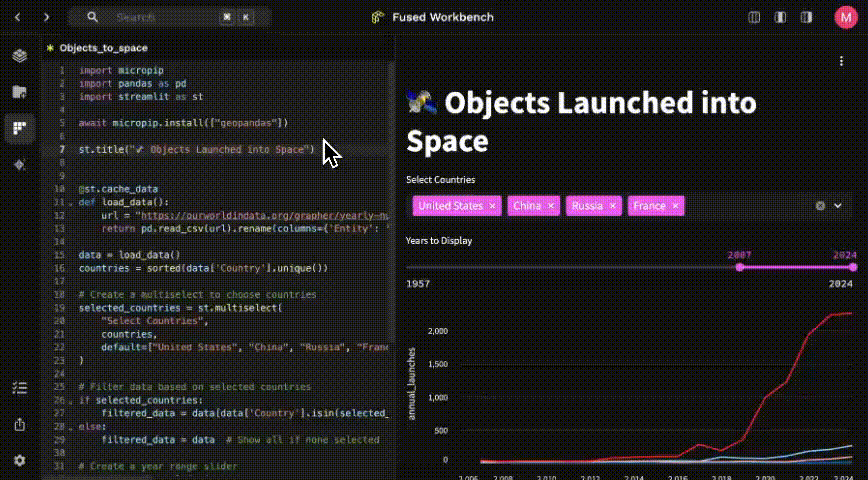 Search
⌘ K
Fused Workbench
M
Objects_to_space
1 import micropip
2 import pandas as pd
3 import streamlit as st
4
5 await micropip.install(["geopandas"])
6
7 st.title("🛰 Objects Launched into Space")
8
9
10 @st.cache_data
11 def load_data():
12 url = "https://ourworldindata.org/grapher/yearly-nu
13 return pd.read_csv(url).rename(columns={'Entity': '
14
15 data = load_data()
16 countries = sorted(data['Country'].unique())
17
18 # Create a multiselect to choose countries
19 selected_countries = st.multiselect(
20 "Select Countries",
21 countries,
22 default=["United States", "China", "Russia", "Franc
23 )
24
25 # Filter data based on selected countries
26 if selected_countries:
27 filtered_data = data[data['Country'].isin(selected_
28 else:
29 filtered_data = data # Show all if none selected
30
31 # Create a year range slider
Objects Launched into
Space
Select Countries
United States × China × Russia × France ×
Years to Display
2007 2024
1957 2024
annual_launches
2,000
1,500
1,000
500
0
2,006 2,008 2,010 2,012 2,014 2,016 2,018 2,020 2,022 2,024